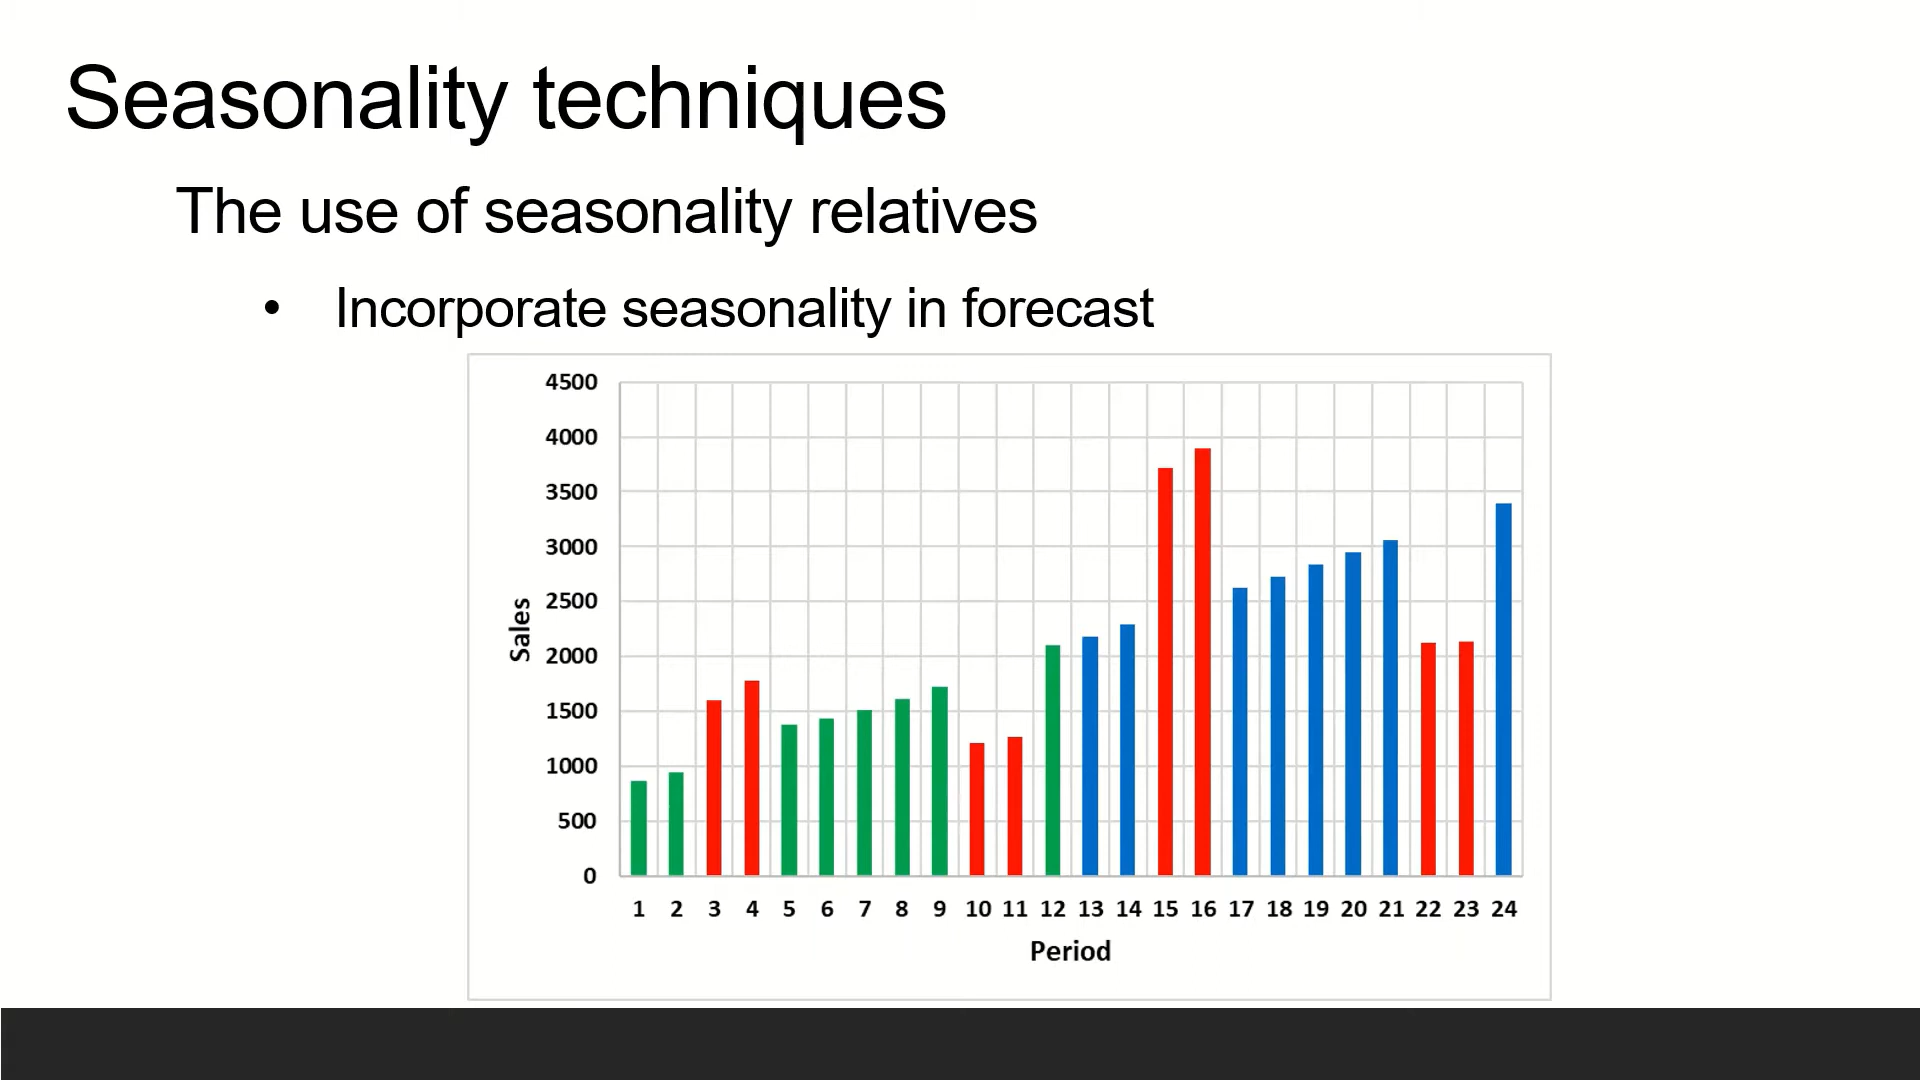 Seasonality techniques
The use of seasonality relatives
• Incorporate seasonality in forecast
4500
4000
3500
3000
2500
2000
1500
1000
500
0
Sales
1 2 3 4 5 6 7 8 9 10 11 12 13 14 15 16 17 18 19 20 21 22 23 24
Period